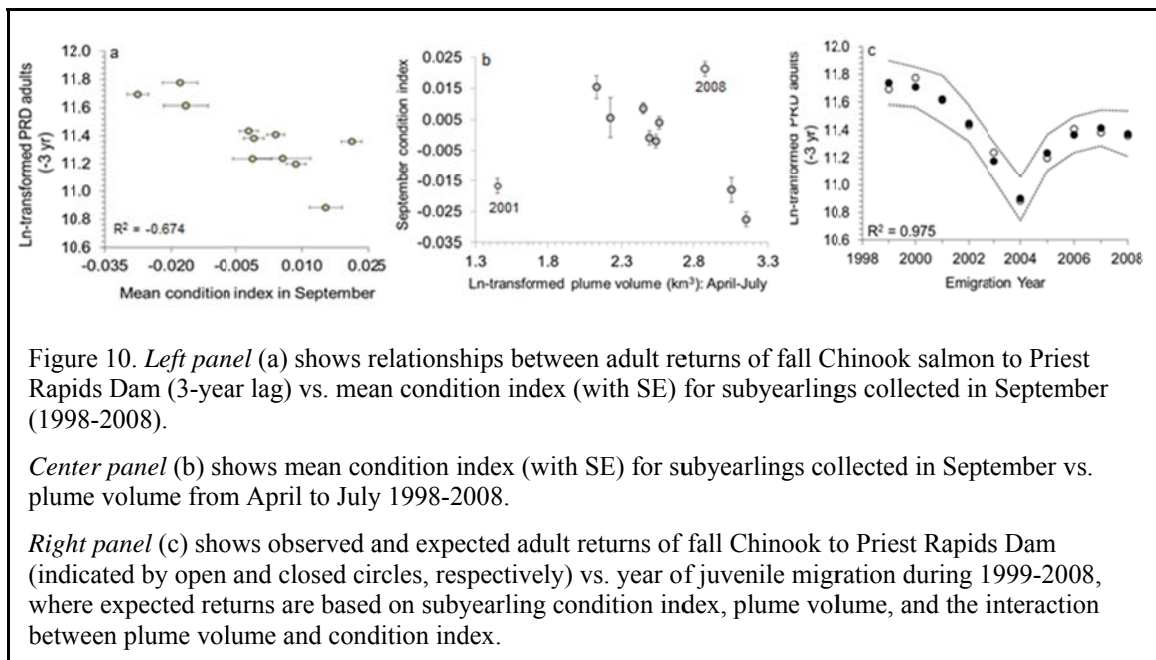 a
12.0
11.8
11.6
11.4
11.2
11.0
10.8
10.6
Ln-transformed PRD adults
(-3 yr)
R² = -0.674
-0.035 -0.020 -0.005 0.010 0.025
Mean condition index in September
b
0.025
0.015
0.005
-0.005
-0.015
-0.025
-0.035
September condition index
2008
2001
1.3 1.8 2.3 2.8 3.3
Ln-transformed plume volume (km³): April-July
c
12.0
11.8
11.6
11.4
11.2
11.0
10.8
10.6
Ln-tranformed PRD adults
(-3 yr)
R² = 0.975
1998 2000 2002 2004 2006 2008
Emigration Year
Figure 10. Left panel (a) shows relationships between adult returns of fall Chinook salmon to Priest
Rapids Dam (3-year lag) vs. mean condition index (with SE) for subyearlings collected in September
(1998-2008).
Center panel (b) shows mean condition index (with SE) for subyearlings collected in September vs.
plume volume from April to July 1998-2008.
Right panel (c) shows observed and expected adult returns of fall Chinook to Priest Rapids Dam
(indicated by open and closed circles, respectively) vs. year of juvenile migration during 1999-2008,
where expected returns are based on subyearling condition index, plume volume, and the interaction
between plume volume and condition index.